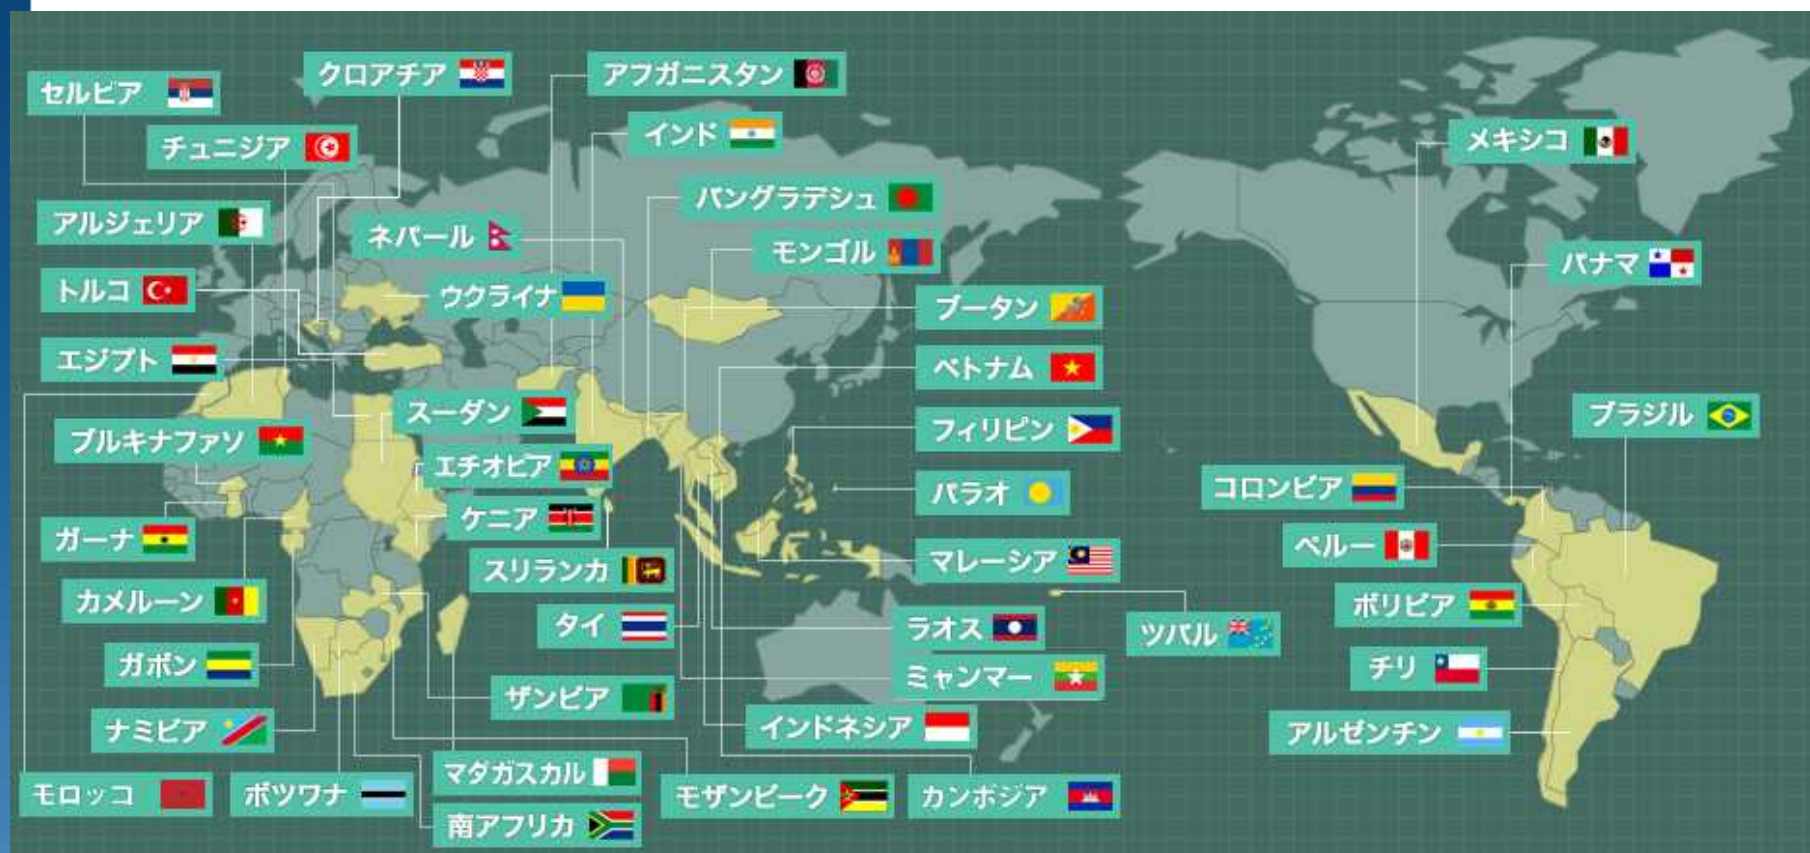 クロアチア
アフガニスタン
セルビア
インド
メキシコ
チュニジア
バングラデシュ
アルジェリア
ネパール
モンゴル
パナマ
トルコ
ウクライナ
ブータン
エジプト
ベトナム
スーダン
ブラジル
ブルキナファソ
フィリピン
エチオピア
コロンビア
パラオ
ケニア
ガーナ
ペルー
スリランカ
マレーシア
カメルーン
ボリビア
タイ
ラオス
ツバル
ガボン
チリ
ミャンマー
ザンビア
ナミビア
インドネシア
アルゼンチン
マダガスカル
モロッコ
ボツワナ
モザンビーク
カンボジア
南アフリカ